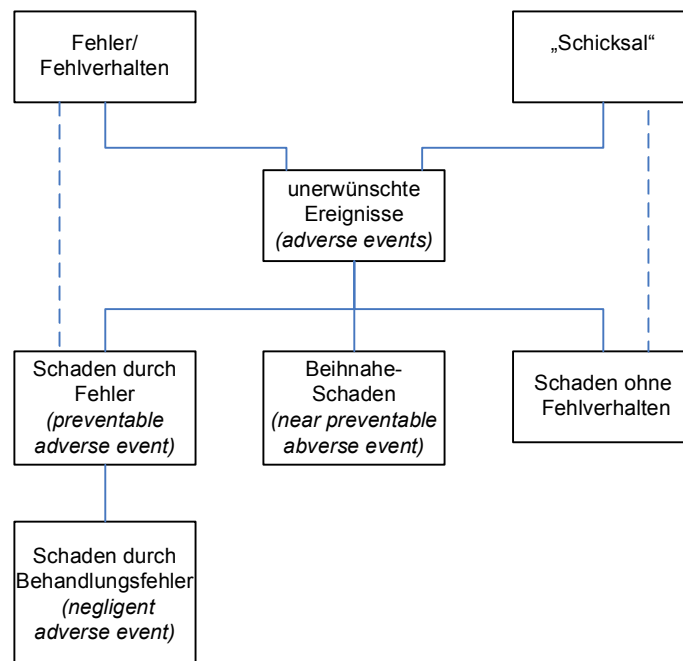 Fehler/
Fehlverhalten
„Schicksal“
unerwünschte
Ereignisse
(adverse events)
Schaden durch
Fehler
(preventable
adverse event)
Beihnahe-
Schaden
(near preventable
abverse event)
Schaden ohne
Fehlverhalten
Schaden durch
Behandlungsfehler
(negligent
adverse event)